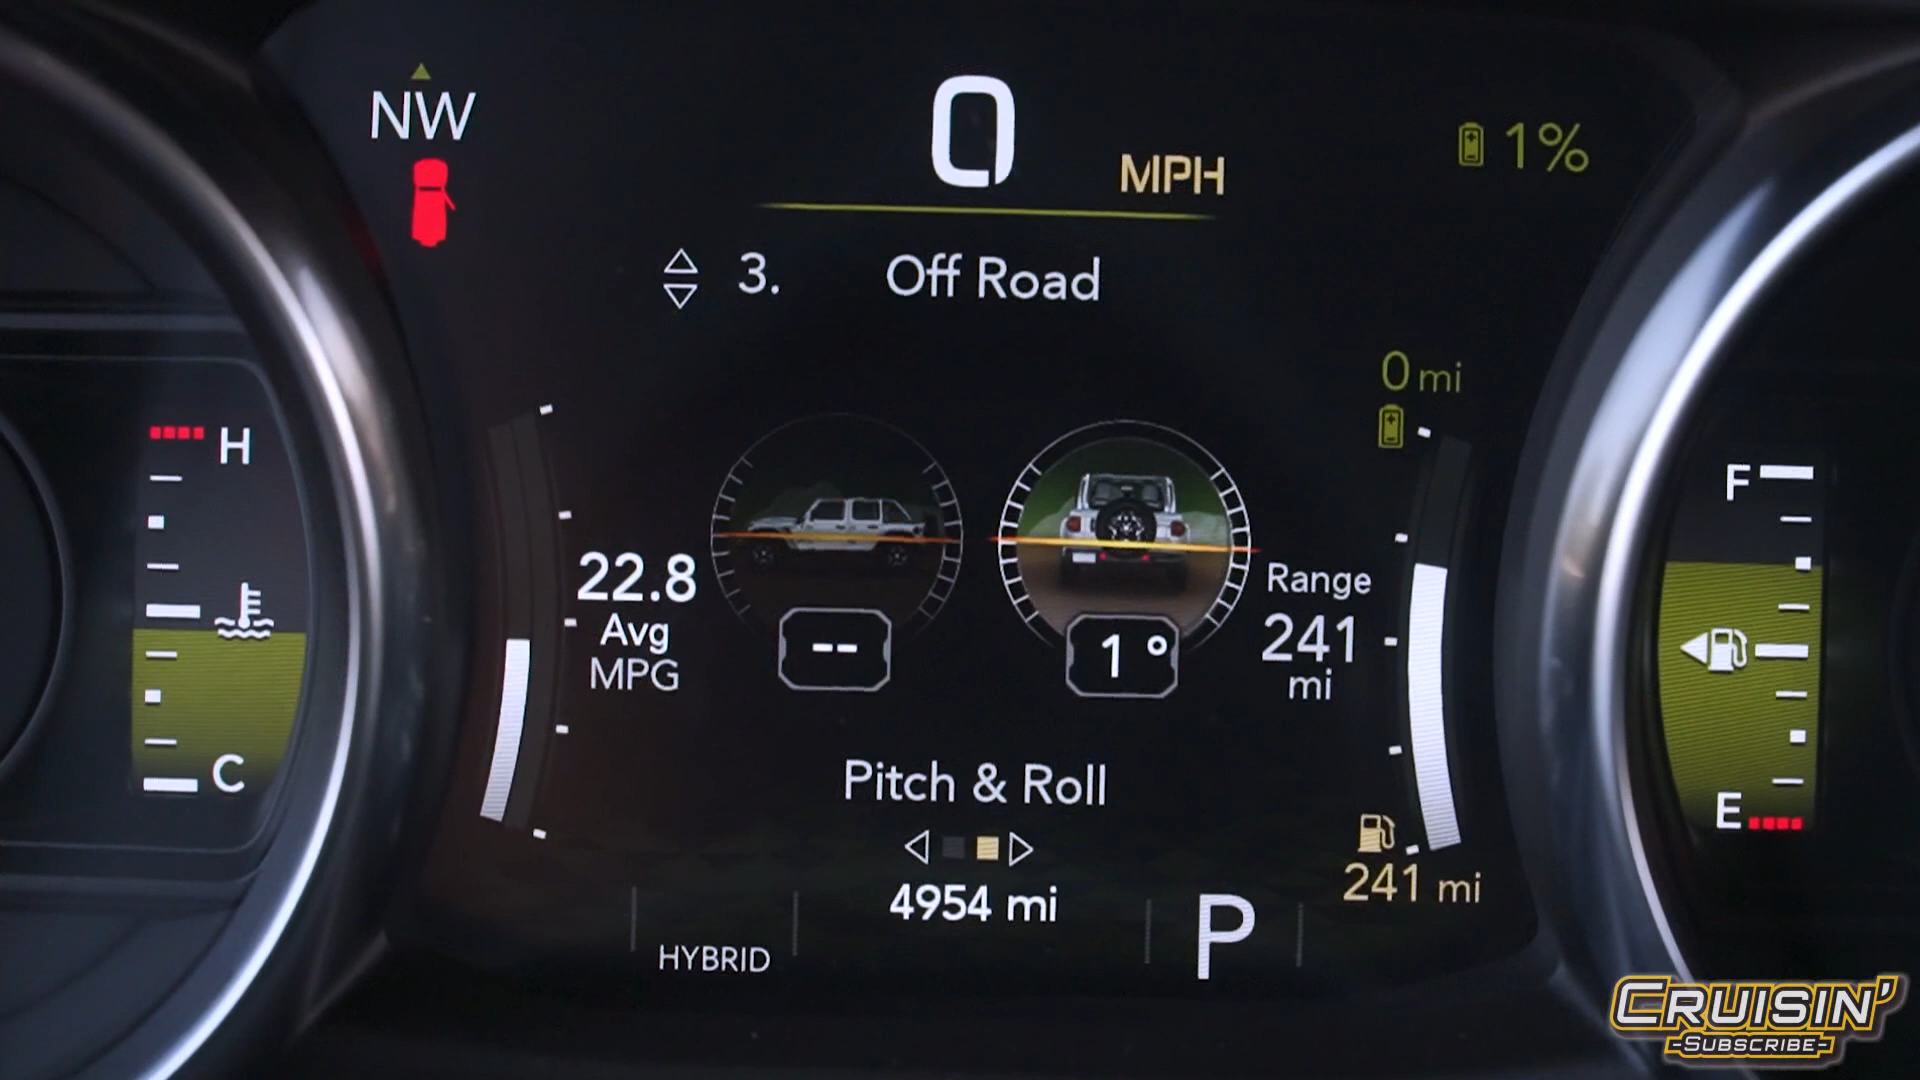 NW
0 MPH
1%
3. Off Road
0 mi
H
F
22.8
Avg
MPG
--
1°
Range
241
mi
C
E
Pitch & Roll
4954 mi
241 mi
HYBRID
P
CRUISIN'
-SUBSCRIBE-